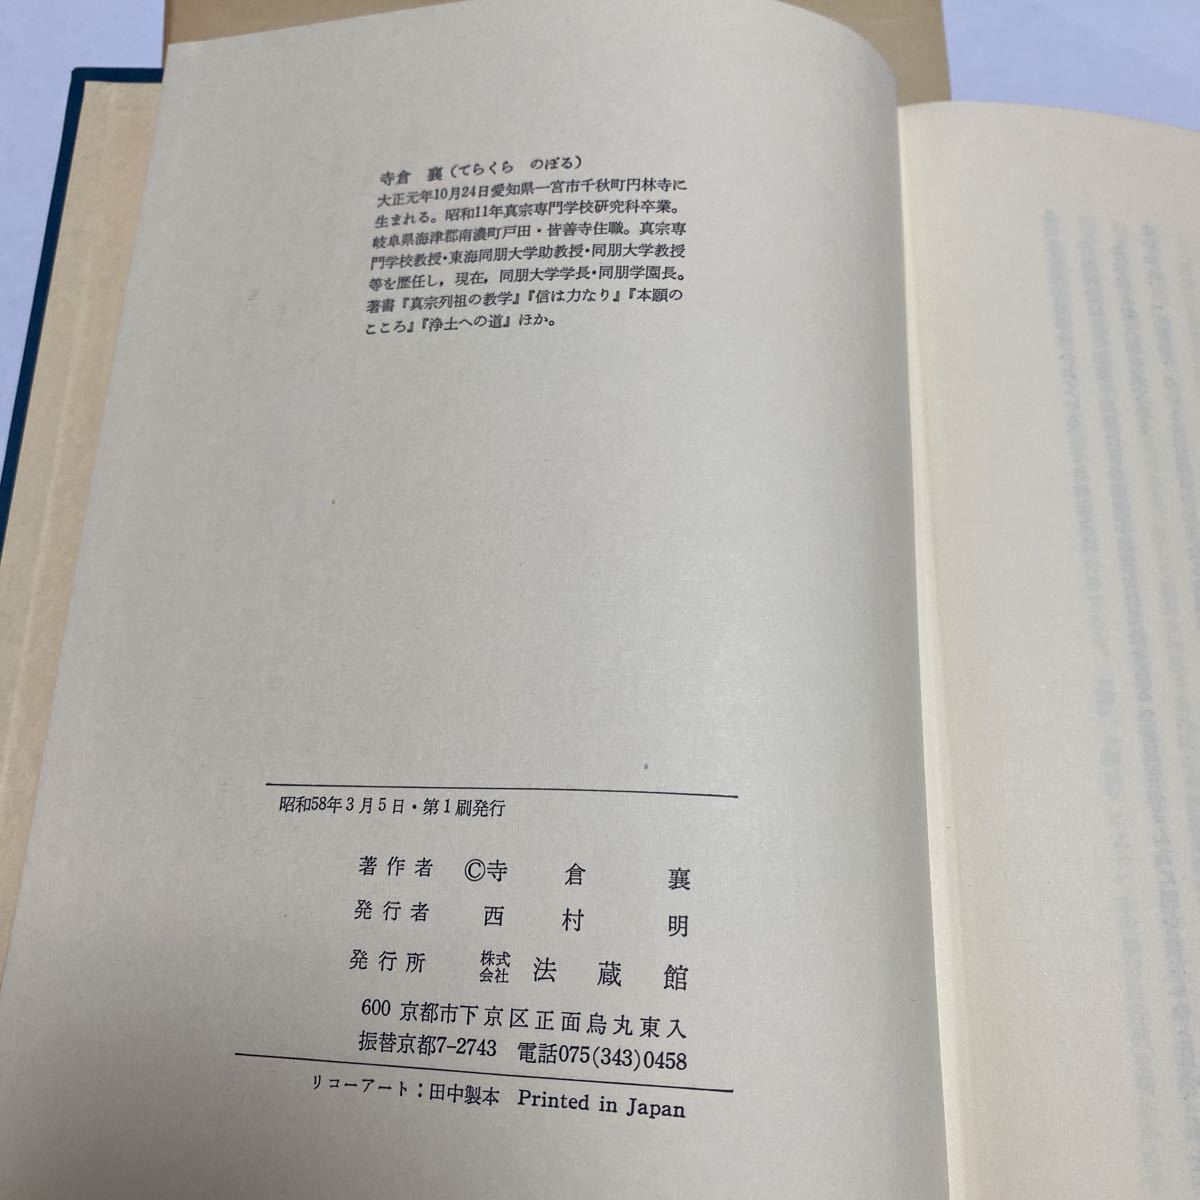 寺倉　襄（てらくら　のぼる）
大正元年10月24日愛知県一宮市千秋町円林寺に
生まれる。昭和11年真宗専門学校研究科卒業。
岐阜県海津郡南濃町戸田・皆善寺住職。真宗専
門学校教授・東海同朋大学助教授・同朋大学教授
等を歴任し，現在，同朋大学学長・同朋学園長。
著書『真宗列祖の教学』『信は力なり』『本願の
こころ』『浄土への道』ほか。
昭和58年3月5日・第1刷発行
著作者　©寺　倉　襄
発行者　西　村　明
発行所　株式会社　法　蔵　館
600 京都市下京区正面烏丸東入
振替京都7-2743　電話075(343)0458
リコーアート：田中製本　Printed in Japan